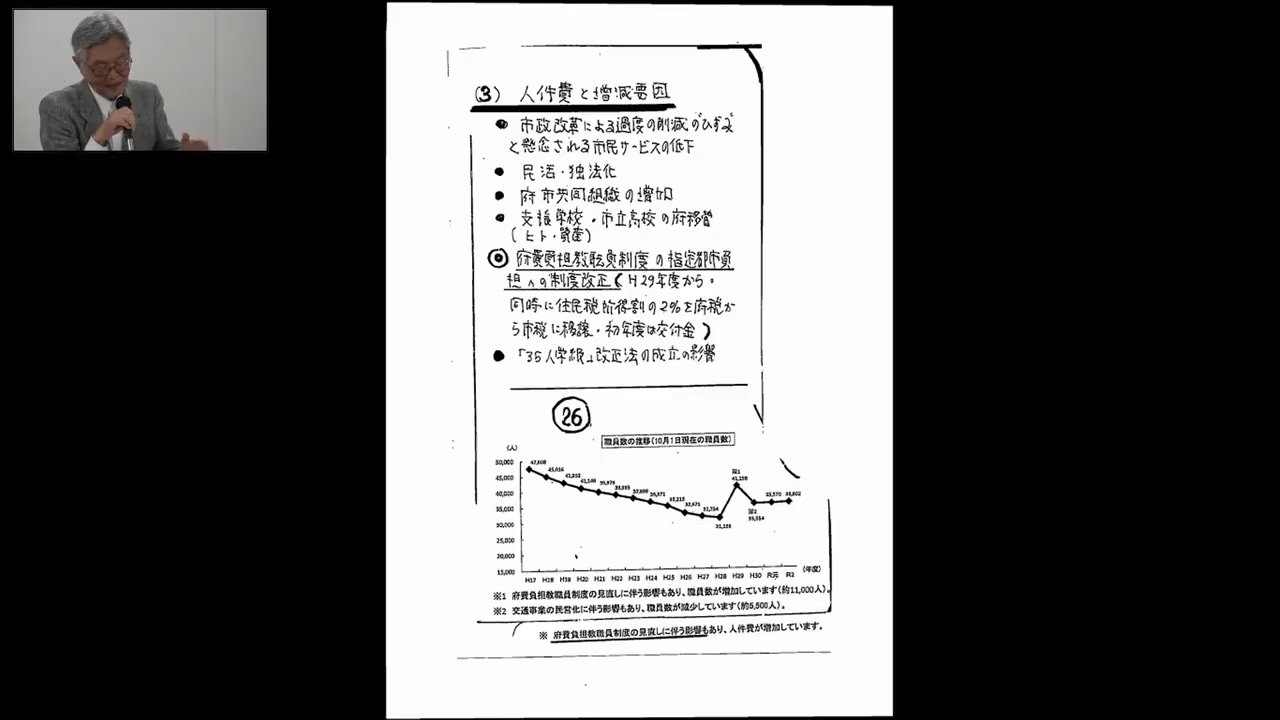 (3) 人件費と増減要因
● 市政改革による過度の削減の"ひずみ"
と懸念される市民サービスの低下
● 民活・独法化
● 府市共同組織の増加
● 支援学校・市立高校の府移管
(ヒト・資産)
◉ 府費負担教職員制度の指定都市負
担への制度改正(H29年度から・
同時に住民税所得割の2%を府税か
ら市税に移譲・初年度は交付金)
● 「35人学級」改正法の成立の影響
26
職員数の推移(10月1日現在の職員数)
(人)
50,000
45,000
40,000
35,000
30,000
25,000
20,000
15,000
47,608
45,016
41,198
31,754
※1
41,238
※2
35,554
H17 H18 H19 H20 H21 H22 H23 H24 H25 H26 H27 H28 H29 H30 R元 R2
(年度)
※1 府費負担教職員制度の見直しに伴う影響もあり、職員数が増加しています(約11,000人)。
※2 交通事業の民営化に伴う影響もあり、職員数が減少しています(約5,500人)。
※ 府費負担教職員制度の見直しに伴う影響もあり、人件費が増加しています。